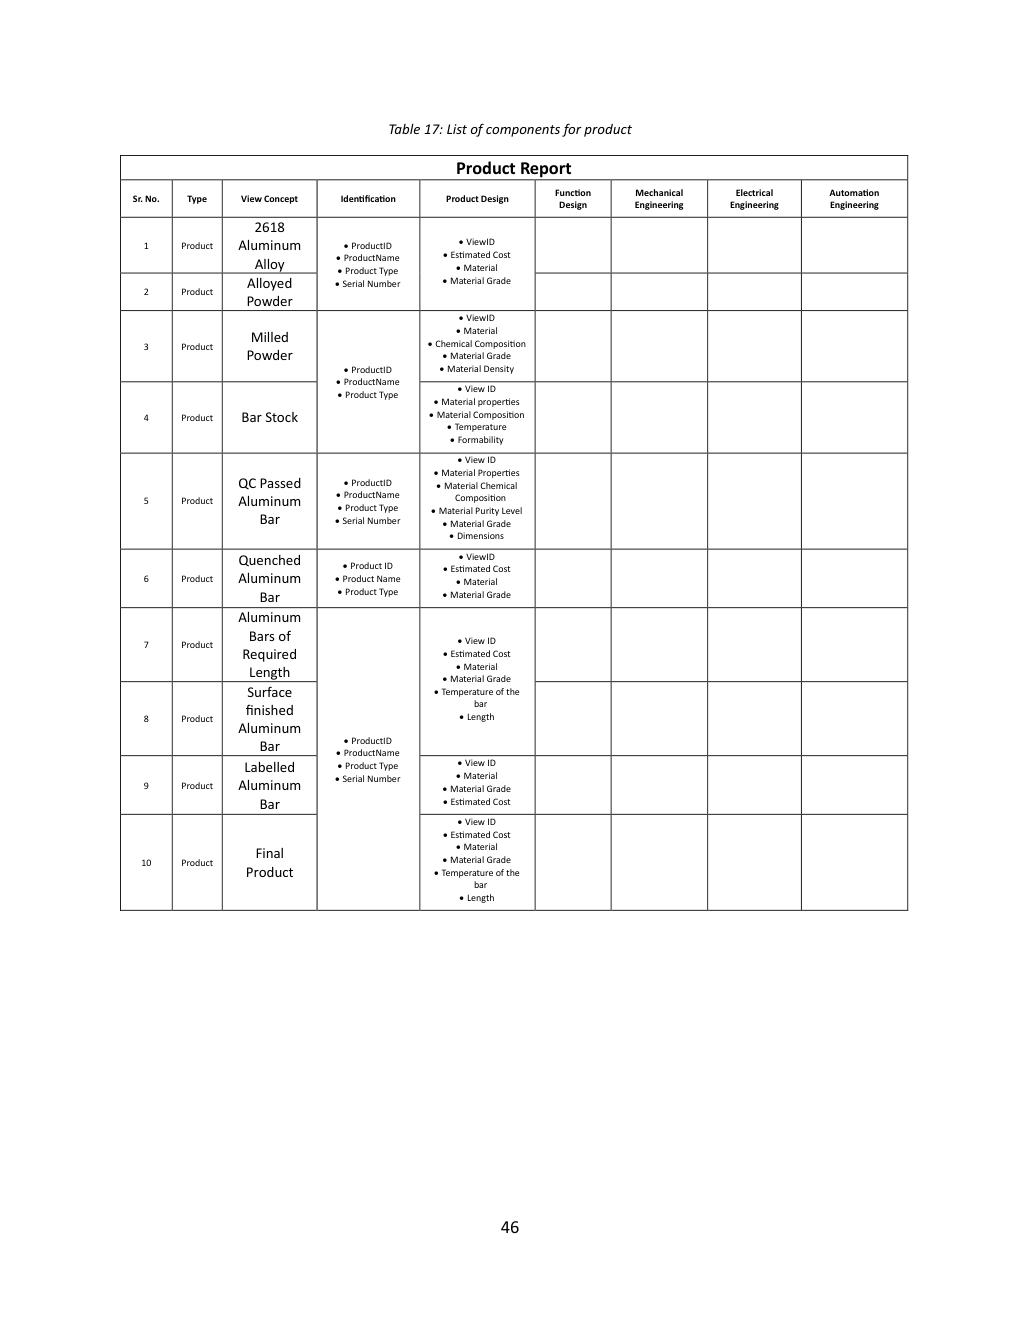 Table 17: List of components for product
Product Report
Sr. No. Type View Concept Identification Product Design Function Design Mechanical Engineering Electrical Engineering Automation Engineering
1 Product
2618
Aluminum
Alloy
• ProductID
• ProductName
• Product Type
• Serial Number
• ViewID
• Estimated Cost
• Material
• Material Grade
2 Product
Alloyed
Powder
3 Product
Milled
Powder
• ProductID
• ProductName
• Product Type
• ViewID
• Material
• Chemical Composition
• Material Grade
• Material Density
4 Product
Bar Stock
• View ID
• Material properties
• Material Composition
• Temperature
• Formability
5 Product
QC Passed
Aluminum
Bar
• ProductID
• ProductName
• Product Type
• Serial Number
• View ID
• Material Properties
• Material Chemical
Composition
• Material Purity Level
• Material Grade
• Dimensions
6 Product
Quenched
Aluminum
Bar
• Product ID
• Product Name
• Product Type
• ViewID
• Estimated Cost
• Material
• Material Grade
7 Product
Aluminum
Bars of
Required
Length
• ProductID
• ProductName
• Product Type
• Serial Number
• View ID
• Estimated Cost
• Material
• Material Grade
• Temperature of the
bar
• Length
8 Product
Surface
finished
Aluminum
Bar
9 Product
Labelled
Aluminum
Bar
• View ID
• Material
• Material Grade
• Estimated Cost
10 Product
Final
Product
• View ID
• Estimated Cost
• Material
• Material Grade
• Temperature of the
bar
• Length
46